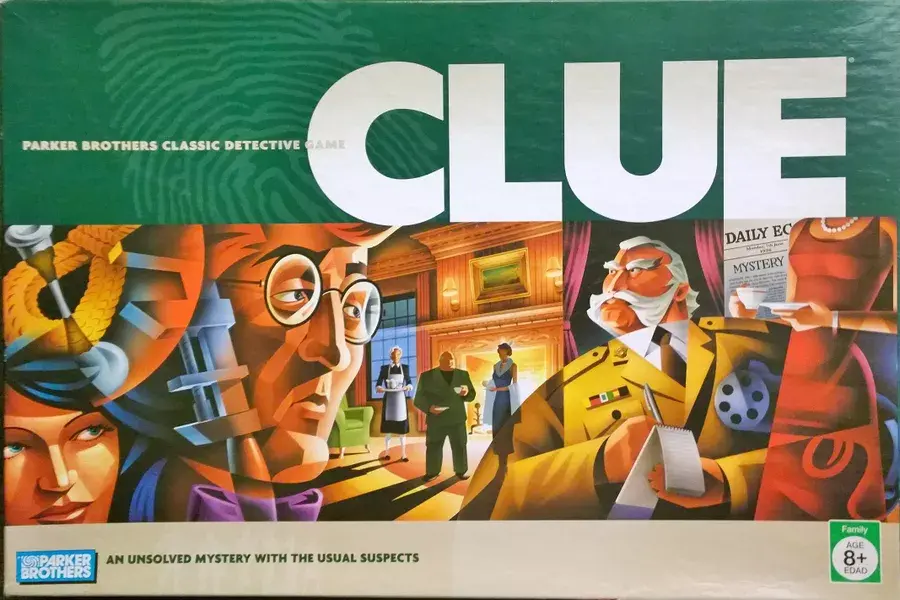 CLUE
PARKER BROTHERS CLASSIC DETECTIVE GAME
DAILY EC
MYSTERY
PARKER
BROTHERS
AN UNSOLVED MYSTERY WITH THE USUAL SUSPECTS
Family
AGE
8+
EDAD